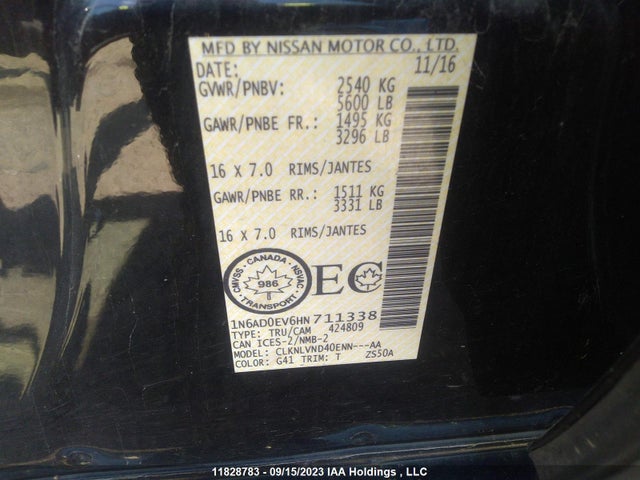 MFD BY NISSAN MOTOR CO., LTD.
DATE: 11/16
GVWR/PNBV: 2540 KG
5600 LB
GAWR/PNBE FR.: 1495 KG
3296 LB
16 X 7.0 RIMS/JANTES
GAWR/PNBE RR.: 1511 KG
3331 LB
16 X 7.0 RIMS/JANTES
CMVSS · CANADA · NSVAC
986
TRANSPORT
EC
1N6AD0EV6HN711338
TYPE: TRU/CAM 424809
CAN ICES-2/NMB-2
MODEL: CLKNLVND40ENN---AA
COLOR: G41 TRIM: T ZS50A
11828783 - 09/15/2023 IAA Holdings , LLC